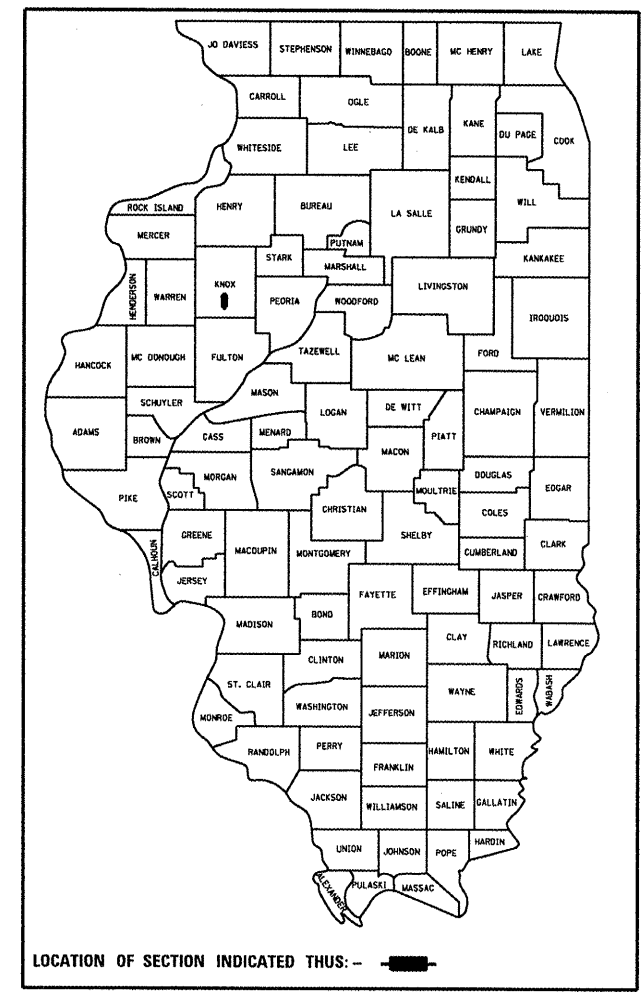 JO DAVIESS STEPHENSON WINNEBAGO BOONE MC HENRY LAKE
CARROLL OGLE
DE KALB KANE DU PAGE COOK
WHITESIDE LEE
KENDALL
ROCK ISLAND HENRY BUREAU LA SALLE WILL
MERCER PUTNAM GRUNDY
STARK MARSHALL KANKAKEE
HENDERSON WARREN KNOX PEORIA WOODFORD LIVINGSTON
IROQUOIS
HANCOCK MC DONOUGH FULTON TAZEWELL MC LEAN FORD
MASON
SCHUYLER LOGAN DE WITT CHAMPAIGN VERMILION
ADAMS BROWN CASS MENARD PIATT
MACON
PIKE SCOTT MORGAN SANGAMON MOULTRIE DOUGLAS EDGAR
CHRISTIAN COLES
CALHOUN GREENE MACOUPIN MONTGOMERY SHELBY CUMBERLAND CLARK
JERSEY
FAYETTE EFFINGHAM JASPER CRAWFORD
MADISON BOND
CLAY RICHLAND LAWRENCE
CLINTON MARION
ST. CLAIR WAYNE EDWARDS WABASH
MONROE WASHINGTON JEFFERSON
RANDOLPH PERRY HAMILTON WHITE
FRANKLIN
JACKSON WILLIAMSON SALINE GALLATIN
UNION JOHNSON POPE HARDIN
ALEXANDER PULASKI MASSAC
LOCATION OF SECTION INDICATED THUS:-